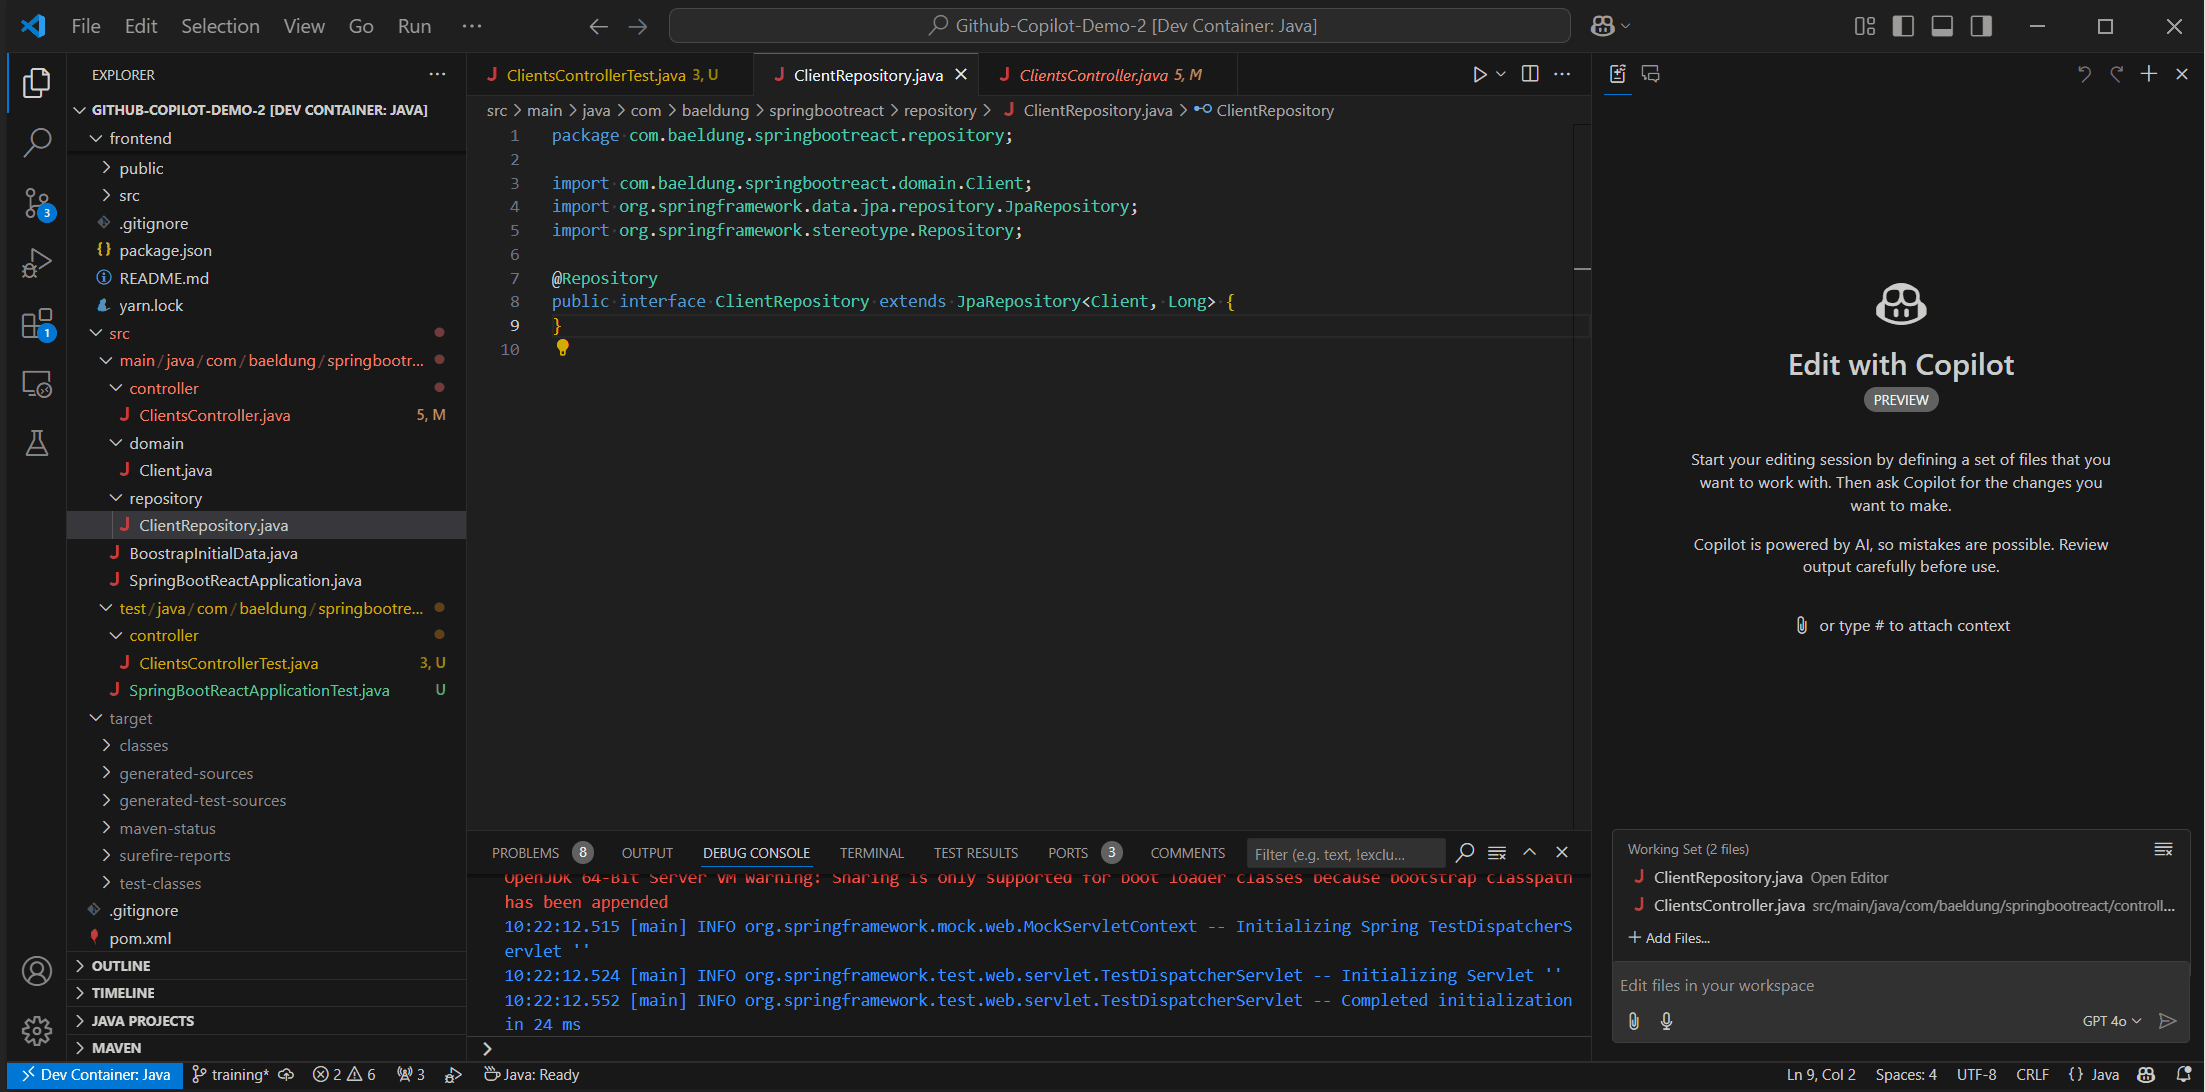 File Edit Selection View Go Run ···
Github-Copilot-Demo-2 [Dev Container: Java]
EXPLORER
GITHUB-COPILOT-DEMO-2 [DEV CONTAINER: JAVA]
frontend
public
src
.gitignore
package.json
README.md
yarn.lock
src
main/java/com/baeldung/springbootr...
controller
ClientsController.java 5, M
domain
Client.java
repository
ClientRepository.java
BoostrapInitialData.java
SpringBootReactApplication.java
test/java/com/baeldung/springbootre...
controller
ClientsControllerTest.java 3, U
SpringBootReactApplicationTest.java U
target
classes
generated-sources
generated-test-sources
maven-status
surefire-reports
test-classes
.gitignore
pom.xml
OUTLINE
TIMELINE
JAVA PROJECTS
MAVEN
3
1
ClientsControllerTest.java 3, U
ClientRepository.java
ClientsController.java 5, M
src > main > java > com > baeldung > springbootreact > repository > ClientRepository.java > ClientRepository
1 package com.baeldung.springbootreact.repository;
2
3 import com.baeldung.springbootreact.domain.Client;
4 import org.springframework.data.jpa.repository.JpaRepository;
5 import org.springframework.stereotype.Repository;
6
7 @Repository
8 public interface ClientRepository extends JpaRepository<Client, Long> {
9 }
10
PROBLEMS 8 OUTPUT DEBUG CONSOLE TERMINAL TEST RESULTS PORTS 3 COMMENTS
Filter (e.g. text, !exclu...
OpenJDK 64-Bit Server VM warning: Sharing is only supported for boot loader classes because bootstrap classpath
has been appended
10:22:12.515 [main] INFO org.springframework.mock.web.MockServletContext -- Initializing Spring TestDispatcherS
ervlet ''
10:22:12.524 [main] INFO org.springframework.test.web.servlet.TestDispatcherServlet -- Initializing Servlet ''
10:22:12.552 [main] INFO org.springframework.test.web.servlet.TestDispatcherServlet -- Completed initialization
in 24 ms
Edit with Copilot
PREVIEW
Start your editing session by defining a set of files that you
want to work with. Then ask Copilot for the changes you
want to make.
Copilot is powered by AI, so mistakes are possible. Review
output carefully before use.
or type # to attach context
Working Set (2 files)
ClientRepository.java Open Editor
ClientsController.java src/main/java/com/baeldung/springbootreact/controll...
+ Add Files...
Edit files in your workspace
GPT 4o
Dev Container: Java
training*
2 6
3
Java: Ready
Ln 9, Col 2
Spaces: 4
UTF-8
CRLF
{} Java